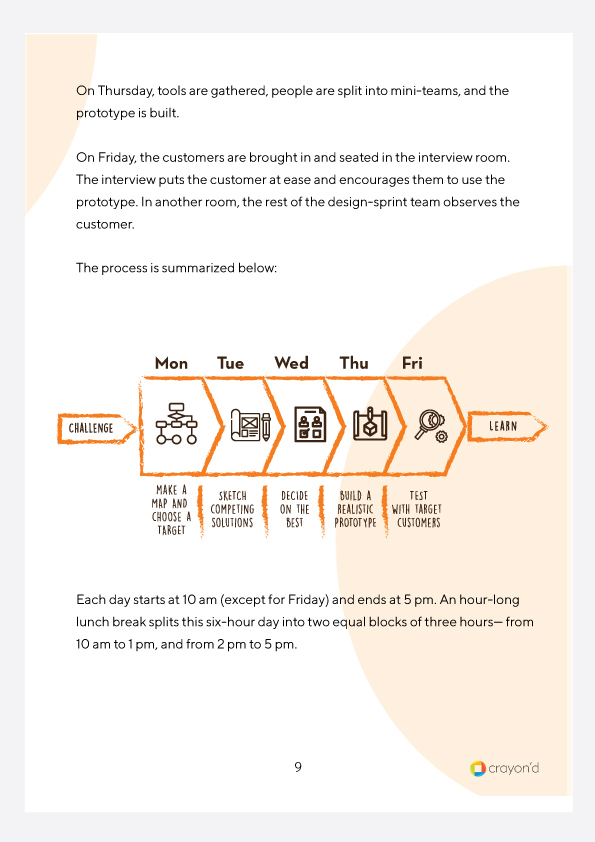 On Thursday, tools are gathered, people are split into mini-teams, and the
prototype is built.
On Friday, the customers are brought in and seated in the interview room.
The interview puts the customer at ease and encourages them to use the
prototype. In another room, the rest of the design-sprint team observes the
customer.
The process is summarized below:
Mon Tue Wed Thu Fri
CHALLENGE
LEARN
MAKE A
MAP AND
CHOOSE A
TARGET
SKETCH
COMPETING
SOLUTIONS
DECIDE
ON THE
BEST
BUILD A
REALISTIC
PROTOTYPE
TEST
WITH TARGET
CUSTOMERS
Each day starts at 10 am (except for Friday) and ends at 5 pm. An hour-long
lunch break splits this six-hour day into two equal blocks of three hours— from
10 am to 1 pm, and from 2 pm to 5 pm.
9
crayon'd